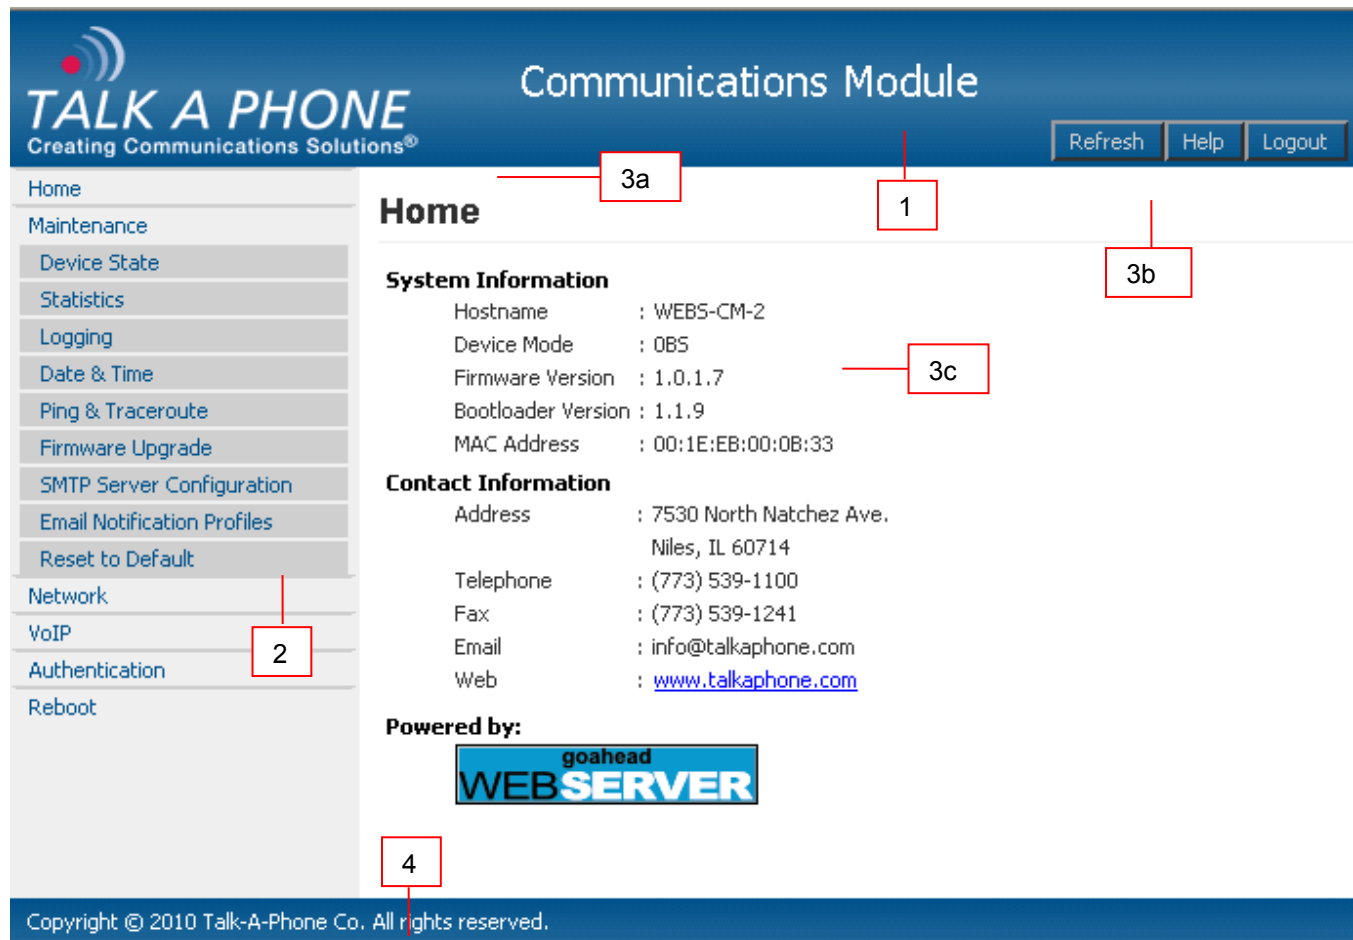 TALK A PHONE
Creating Communications Solutions®
Communications Module
Refresh Help Logout
Home
Maintenance
Device State
Statistics
Logging
Date & Time
Ping & Traceroute
Firmware Upgrade
SMTP Server Configuration
Email Notification Profiles
Reset to Default
Network
VoIP
Authentication
Reboot
3a
1
3b
Home
System Information
Hostname : WEBS-CM-2
Device Mode : OBS
Firmware Version : 1.0.1.7
3c
Bootloader Version : 1.1.9
MAC Address : 00:1E:EB:00:0B:33
Contact Information
Address : 7530 North Natchez Ave.
Niles, IL 60714
Telephone : (773) 539-1100
Fax : (773) 539-1241
2
Email : info@talkaphone.com
Web : www.talkaphone.com
Powered by:
goahead
WEBSERVER
4
Copyright © 2010 Talk-A-Phone Co. All rights reserved.